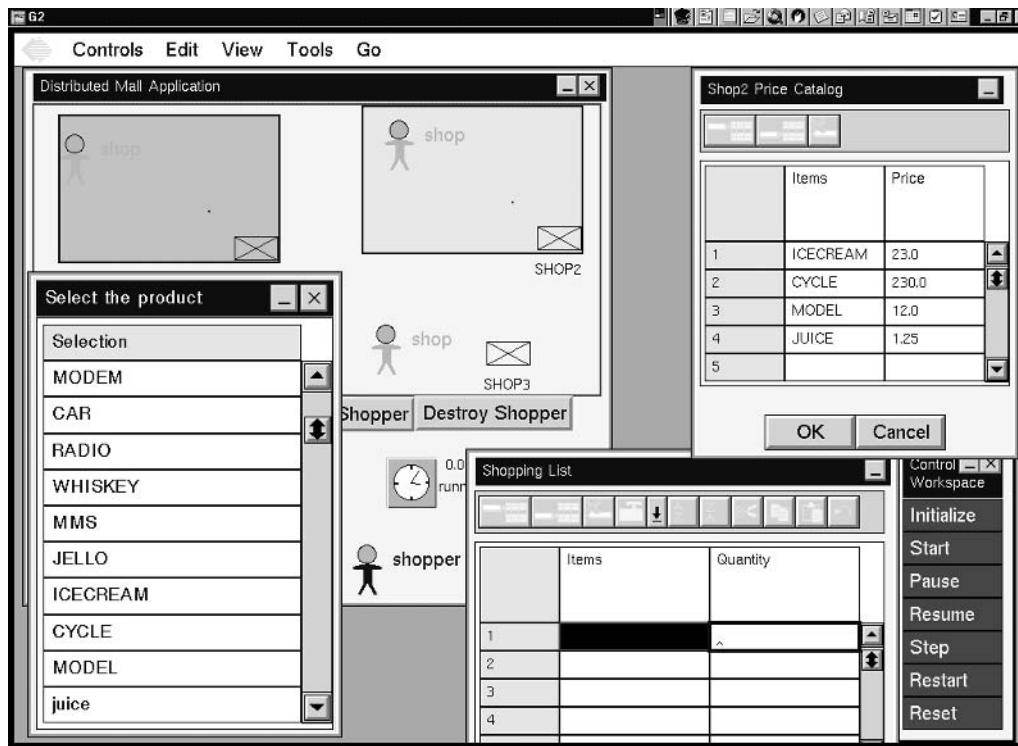 G2
Controls Edit View Tools Go
Distributed Mall Application
shop
shop
SHOP2
shop
SHOP3
Shopper
Destroy Shopper
0.0
runn
shopper
Select the product
Selection
MODEM
CAR
RADIO
WHISKEY
MMS
JELLO
ICECREAM
CYCLE
MODEL
juice
Shop2 Price Catalog
Items Price
1 ICECREAM 23.0
2 CYCLE 230.0
3 MODEL 12.0
4 JUICE 1.25
5
OK Cancel
Shopping List
Items Quantity
1 ^
2
3
4
Control
Workspace
Initialize
Start
Pause
Resume
Step
Restart
Reset